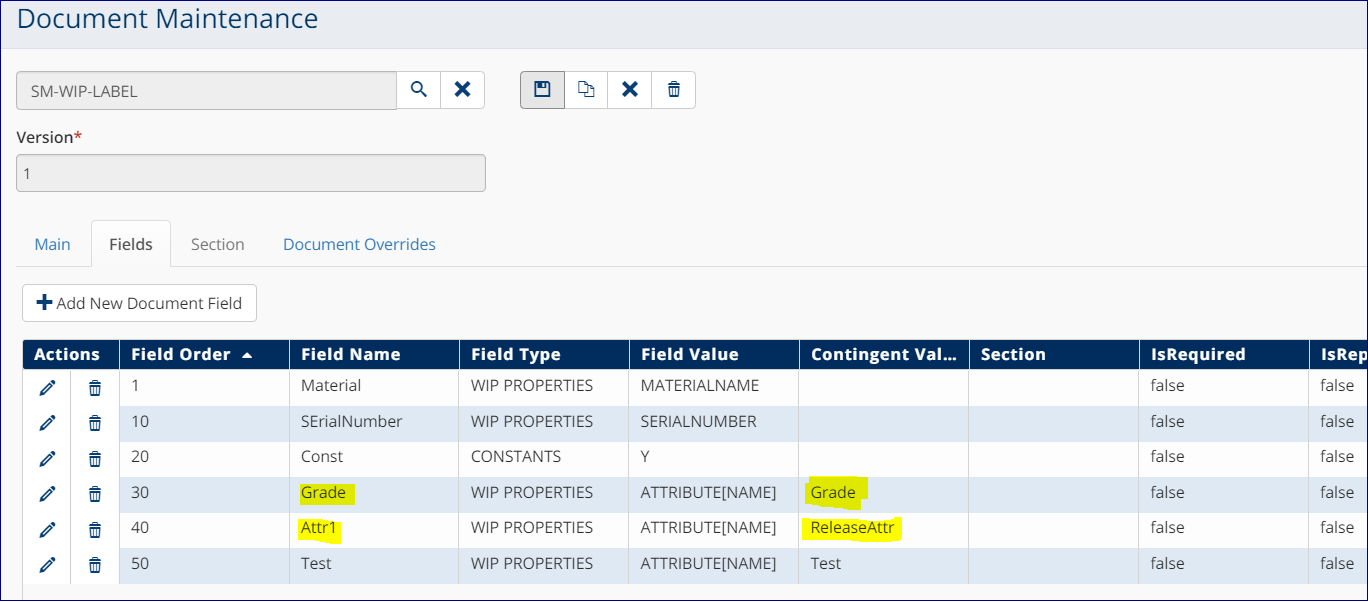 Document Maintenance
SM-WIP-LABEL
Version*
1
Main Fields Section Document Overrides
Add New Document Field
Actions Field Order Field Name Field Type Field Value Contingent Val... Section IsRequired IsRep
1 Material WIP PROPERTIES MATERIALNAME false false
10 SErialNumber WIP PROPERTIES SERIALNUMBER false false
20 Const CONSTANTS Y false false
30 Grade WIP PROPERTIES ATTRIBUTE[NAME] Grade false false
40 Attr1 WIP PROPERTIES ATTRIBUTE[NAME] ReleaseAttr false false
50 Test WIP PROPERTIES ATTRIBUTE[NAME] Test false false